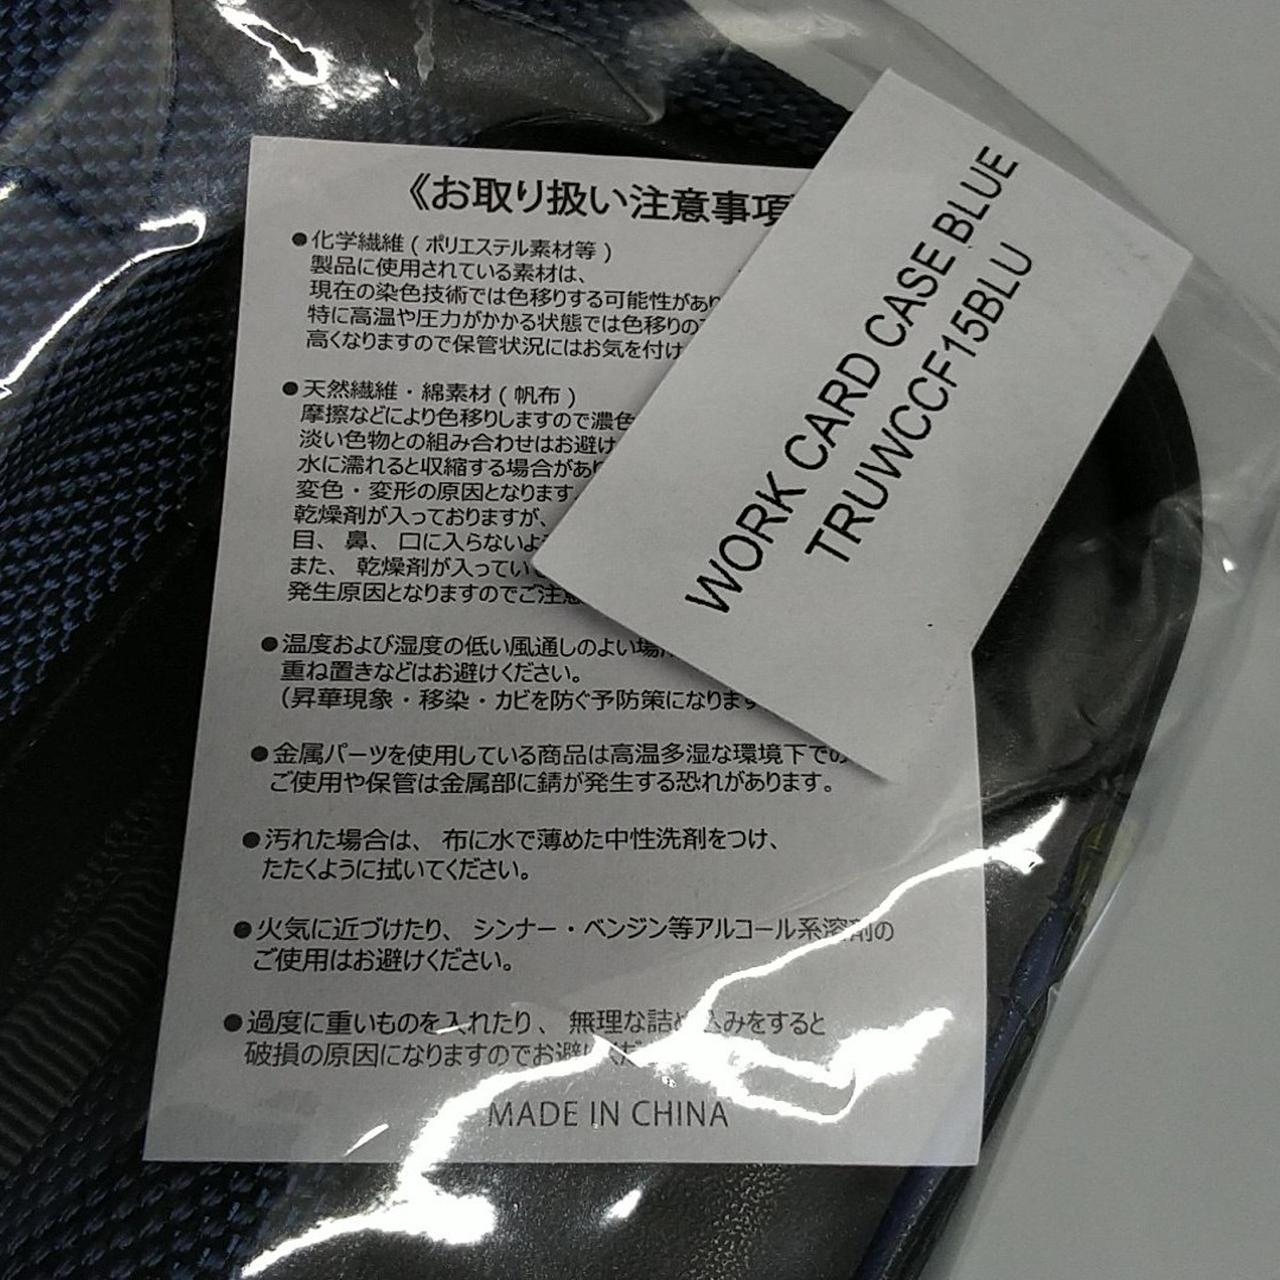 《お取り扱い注意事項
●化学繊維(ポリエステル素材等)
製品に使用されている素材は、
現在の染色技術では色移りする可能性があり
特に高温や圧力がかかる状態では色移りの
高くなりますので保管状況にはお気を付け
●天然繊維・綿素材(帆布)
摩擦などにより色移りしますので濃色
淡い色物との組み合わせはお避け
水に濡れると収縮する場合があり
変色・変形の原因となります
乾燥剤が入っておりますが、
目、鼻、口に入らないよ
また、乾燥剤が入ってい
発生原因となりますのでご注意
●温度および湿度の低い風通しのよい場
重ね置きなどはお避けください。
(昇華現象・移染・カビを防ぐ予防策になります
●金属パーツを使用している商品は高温多湿な環境下での
ご使用や保管は金属部に錆が発生する恐れがあります。
●汚れた場合は、布に水で薄めた中性洗剤をつけ、
たたくように拭いてください。
●火気に近づけたり、シンナー・ベンジン等アルコール系溶剤の
ご使用はお避けください。
●過度に重いものを入れたり、無理な詰め込みをすると
破損の原因になりますのでお避けくだ
MADE IN CHINA
WORK CARD CASE BLUE
TRUWCCF15BLU